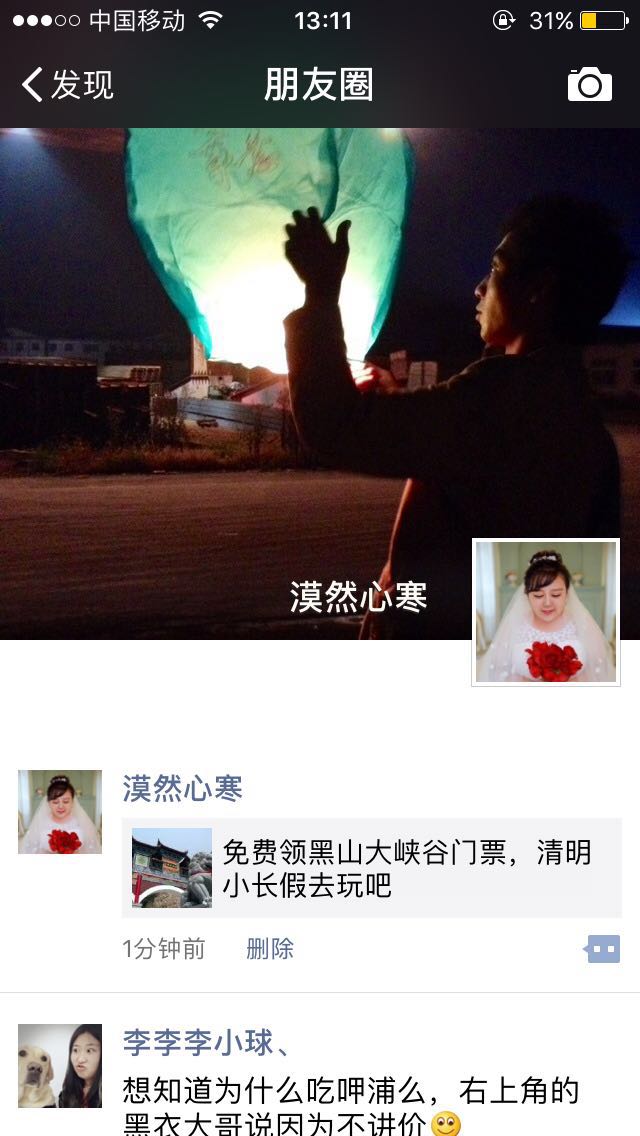 中国移动 13:11 31%
发现 朋友圈
漠然心寒
漠然心寒
免费领黑山大峡谷门票，清明
小长假去玩吧
1分钟前 删除
李李李小球、
想知道为什么吃呷浦么，右上角的
黑衣大哥说因为不讲价